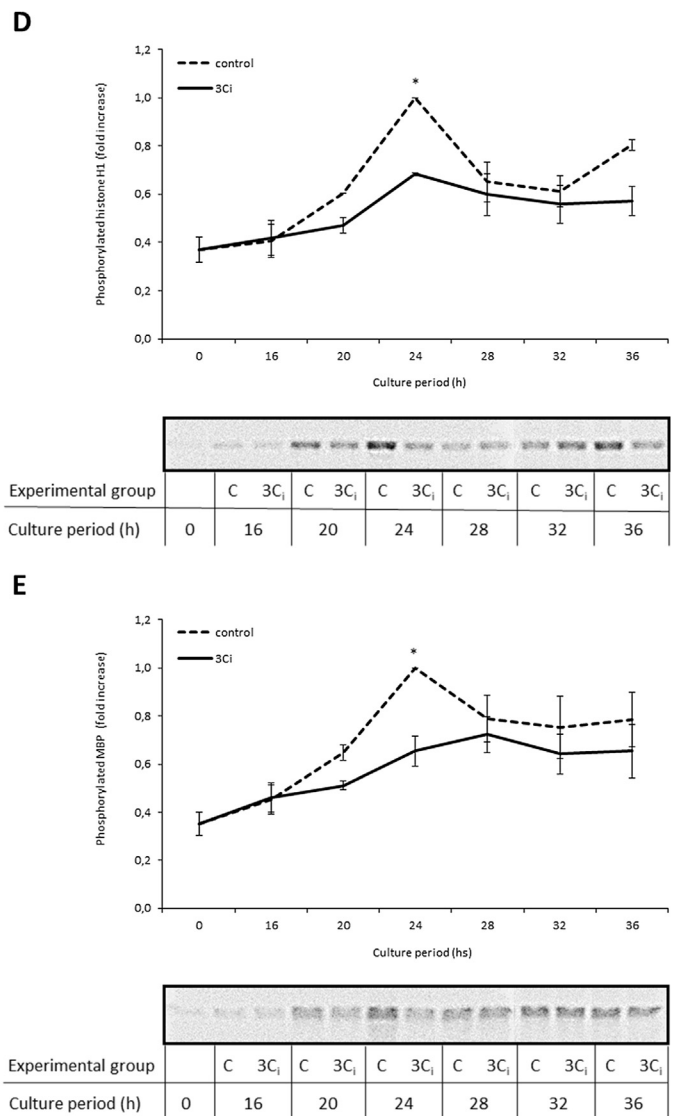 D
Phosphorylated histone H1 (fold increase)
1,2
1,0
0,8
0,6
0,4
0,2
0,0
control
3Ci
*
0 16 20 24 28 32 36
Culture period (h)
Experimental group C 3Ci C 3Ci C 3Ci C 3Ci C 3Ci C 3Ci
Culture period (h) 0 16 20 24 28 32 36
E
Phosphorylated MBP (fold increase)
1,2
1,0
0,8
0,6
0,4
0,2
0,0
control
3Ci
*
0 16 20 24 28 32 36
Culture period (hs)
Experimental group C 3Ci C 3Ci C 3Ci C 3Ci C 3Ci C 3Ci
Culture period (h) 0 16 20 24 28 32 36